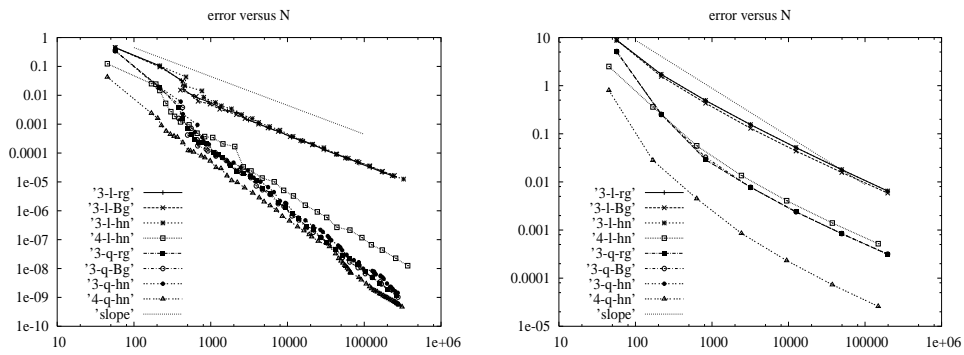 error versus N
1
0.1
0.01
0.001
0.0001
1e-05
1e-06
1e-07
1e-08
1e-09
1e-10
'3-l-rg'
'3-l-Bg'
'3-l-hn'
'4-l-hn'
'3-q-rg'
'3-q-Bg'
'3-q-hn'
'4-q-hn'
'slope'
10 100 1000 10000 100000 1e+06
error versus N
10
1
0.1
0.01
0.001
0.0001
1e-05
'3-l-rg'
'3-l-Bg'
'3-l-hn'
'4-l-hn'
'3-q-rg'
'3-q-Bg'
'3-q-hn'
'4-q-hn'
'slope'
10 100 1000 10000 100000 1e+06